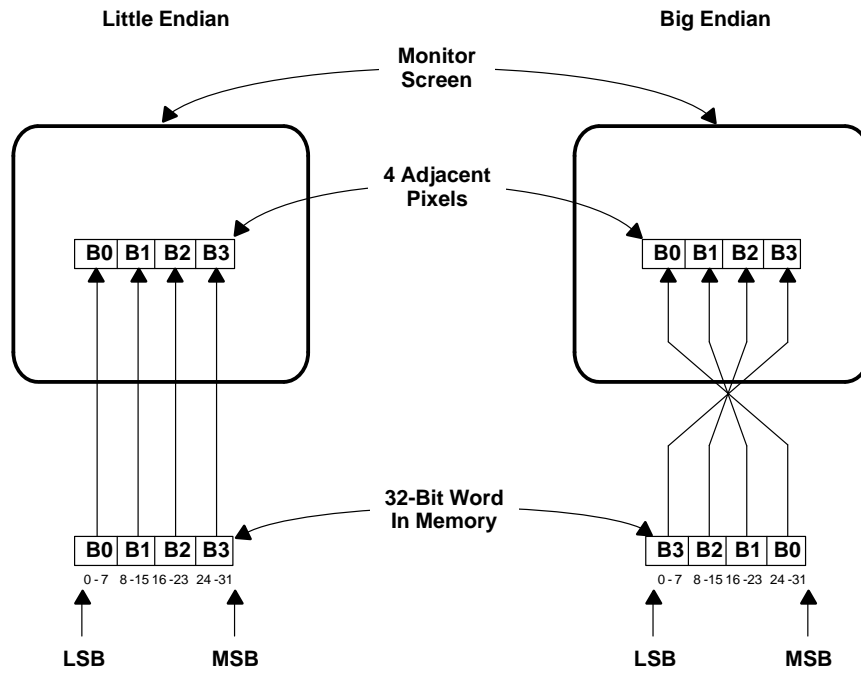 Little Endian
Big Endian
Monitor
Screen
4 Adjacent
Pixels
B0 B1 B2 B3
B0 B1 B2 B3
32-Bit Word
In Memory
B0 B1 B2 B3
B3 B2 B1 B0
0 - 7 8 -15 16 -23 24 -31
0 - 7 8 -15 16 -23 24 -31
LSB MSB
LSB MSB